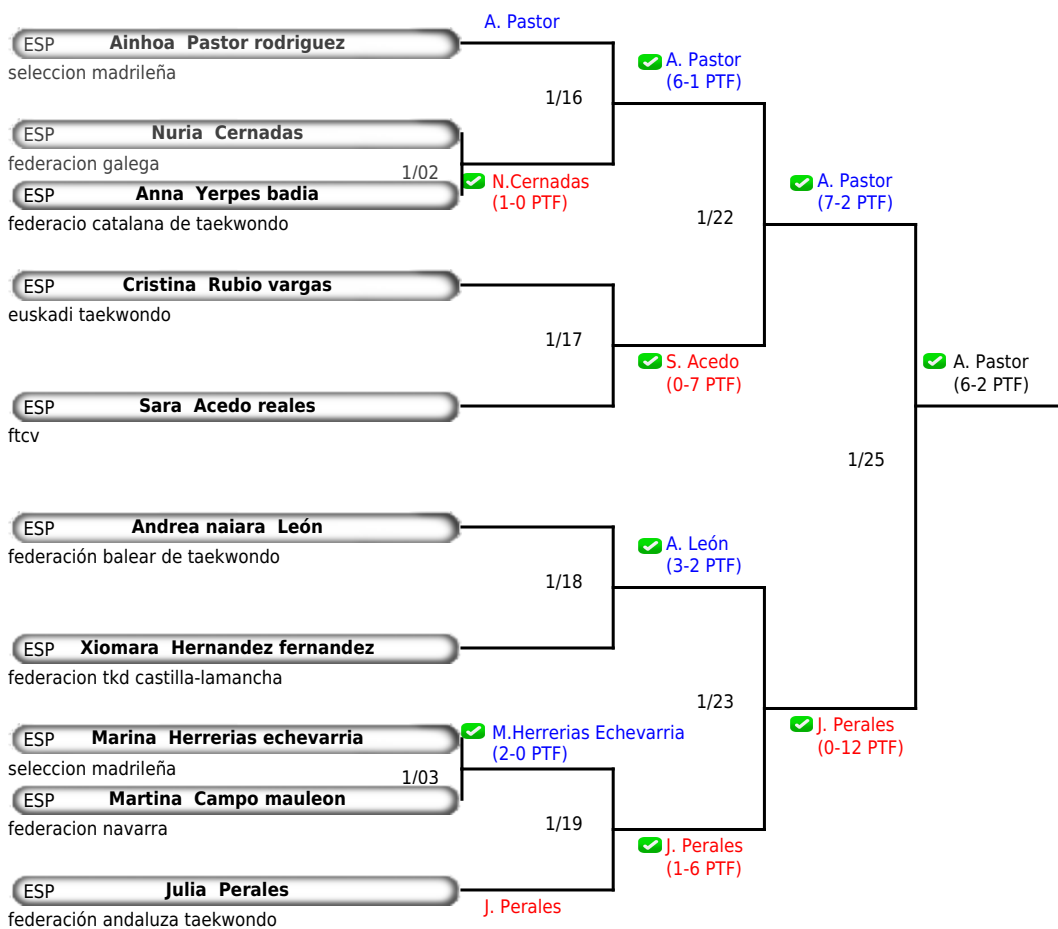 A. Pastor
ESP Ainhoa Pastor rodriguez
seleccion madrileña
A. Pastor
(6-1 PTF)
1/16
ESP Nuria Cernadas
federacion galega
1/02
N.Cernadas
(1-0 PTF)
ESP Anna Yerpes badia
federacio catalana de taekwondo
A. Pastor
(7-2 PTF)
1/22
ESP Cristina Rubio vargas
euskadi taekwondo
1/17
S. Acedo
(0-7 PTF)
A. Pastor
(6-2 PTF)
ESP Sara Acedo reales
ftcv
1/25
ESP Andrea naiara León
federación balear de taekwondo
A. León
(3-2 PTF)
1/18
ESP Xiomara Hernandez fernandez
federacion tkd castilla-lamancha
1/23
J. Perales
(0-12 PTF)
ESP Marina Herrerias echevarria
seleccion madrileña
M.Herrerias Echevarria
(2-0 PTF)
1/03
ESP Martina Campo mauleon
federacion navarra
1/19
J. Perales
(1-6 PTF)
ESP Julia Perales
federación andaluza taekwondo
J. Perales